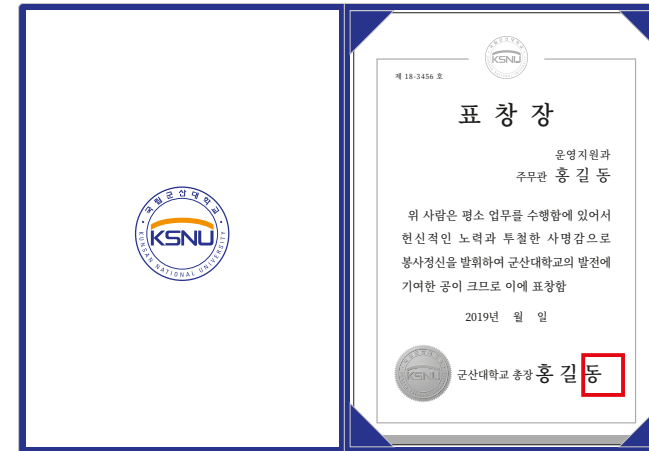 국립군산대학교
KSNU
KUNSAN NATIONAL UNIVERSITY
KSNU
제 18-3456 호
표 창 장
운영지원과
주무관 홍 길 동
위 사람은 평소 업무를 수행함에 있어서
헌신적인 노력과 투철한 사명감으로
봉사정신을 발휘하여 군산대학교의 발전에
기여한 공이 크므로 이에 표창함
2019년 월 일
KSNU
군산대학교 총장 홍 길 동